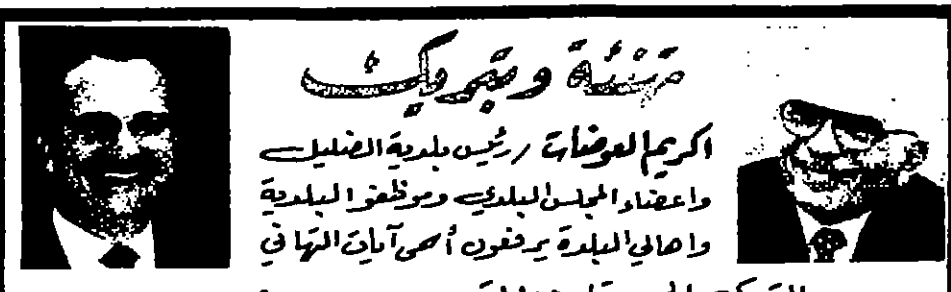 تهنئة وتبريك
اكريم العوضات / رئيس بلدية الضليل
واعضاء المجلس البلدي وموظفو البلدية
واهالي البلدة يرفعون أسمى آيات التهاني